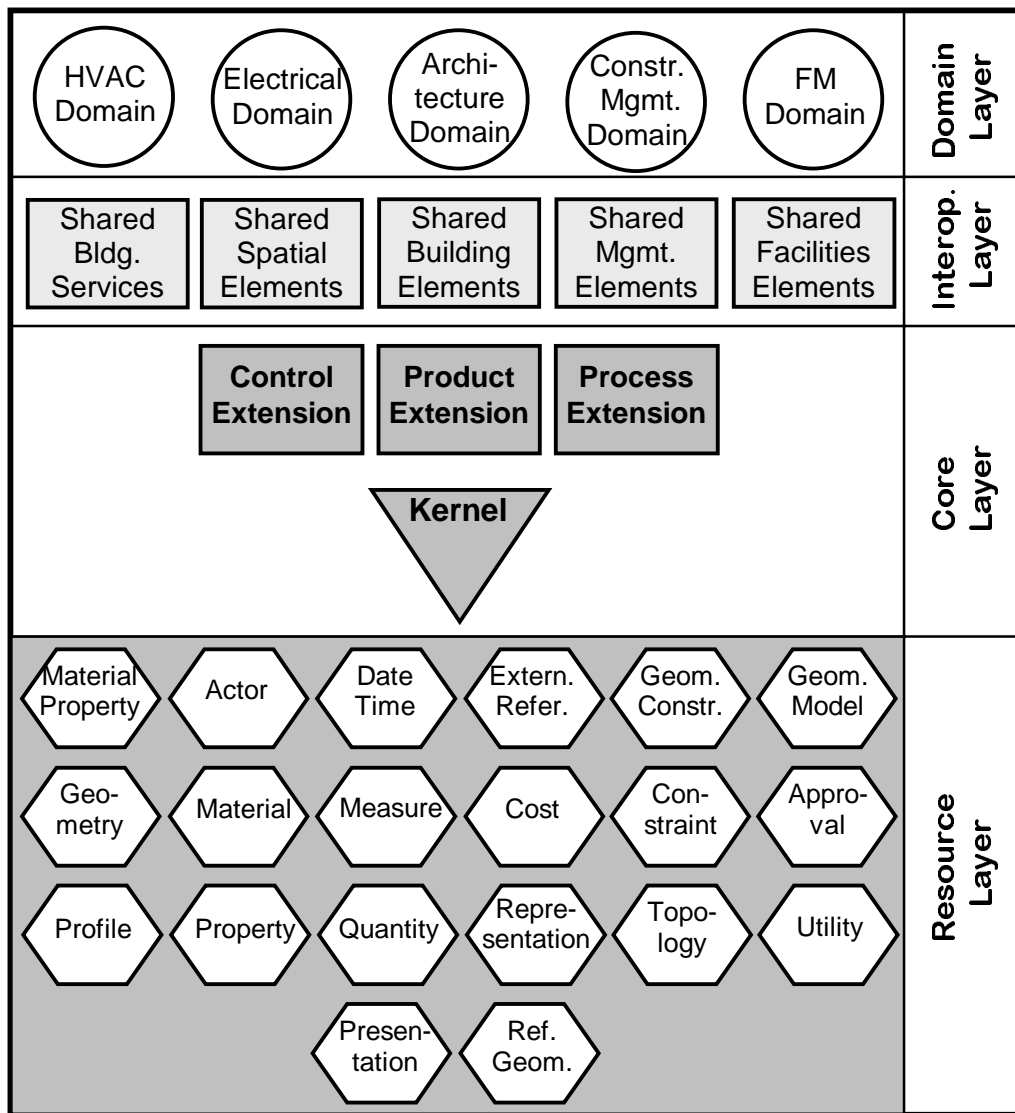 HVAC
Domain
Electrical
Domain
Archi-
tecture
Domain
Constr.
Mgmt.
Domain
FM
Domain
Domain
Layer
Shared
Bldg.
Services
Shared
Spatial
Elements
Shared
Building
Elements
Shared
Mgmt.
Elements
Shared
Facilities
Elements
Interop.
Layer
Control
Extension
Product
Extension
Process
Extension
Kernel
Core
Layer
Material
Property
Actor
Date
Time
Extern.
Refer.
Geom.
Constr.
Geom.
Model
Geo-
metry
Material
Measure
Cost
Con-
straint
Appro-
val
Profile
Property
Quantity
Repre-
sentation
Topo-
logy
Utility
Presen-
tation
Ref.
Geom.
Resource
Layer